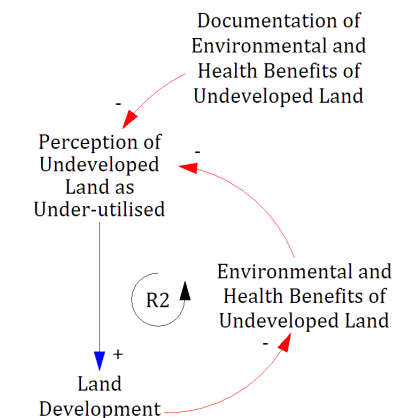 Documentation of
Environmental and
Health Benefits of
Undeveloped Land
-
Perception of
Undeveloped
Land as
Under-utilised
-
R2
Environmental and
Health Benefits of
Undeveloped Land
+
-
Land
Development